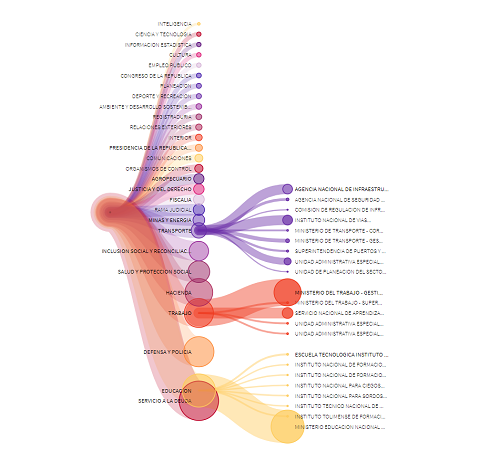 INTELIGENCIA
CIENCIA Y TECNOLOGIA
INFORMACION ESTADISTICA
CULTURA
EMPLEO PUBLICO
CONGRESO DE LA REPUBLICA
PLANEACION
DEPORTE Y RECREACION
AMBIENTE Y DESARROLLO SOSTENIB...
REGISTRADURIA
RELACIONES EXTERIORES
INTERIOR
PRESIDENCIA DE LA REPUBLICA...
COMUNICACIONES
ORGANISMOS DE CONTROL
AGROPECUARIO
JUSTICIA Y DEL DERECHO
FISCALIA
RAMA JUDICIAL
MINAS Y ENERGIA
TRANSPORTE
INCLUSION SOCIAL Y RECONCILIAC...
SALUD Y PROTECCION SOCIAL
HACIENDA
TRABAJO
DEFENSA Y POLICIA
EDUCACION
SERVICIO A LA DEUDA
AGENCIA NACIONAL DE INFRAESTRU...
AGENCIA NACIONAL DE SEGURIDAD ...
COMISION DE REGULACION DE INFR...
INSTITUTO NACIONAL DE VIAS...
MINISTERIO DE TRANSPORTE - COR...
MINISTERIO DE TRANSPORTE - GES...
SUPERINTENDENCIA DE PUERTOS Y ...
UNIDAD ADMINISTRATIVA ESPECIAL...
UNIDAD DE PLANEACION DEL SECTO...
MINISTERIO DEL TRABAJO - GESTI...
MINISTERIO DEL TRABAJO - SUPER...
SERVICIO NACIONAL DE APRENDIZA...
UNIDAD ADMINISTRATIVA ESPECIAL...
UNIDAD ADMINISTRATIVA ESPECIAL...
ESCUELA TECNOLOGICA INSTITUTO ...
INSTITUTO NACIONAL DE FORMACIO...
INSTITUTO NACIONAL DE FORMACIO...
INSTITUTO NACIONAL PARA CIEGOS...
INSTITUTO NACIONAL PARA SORDOS...
INSTITUTO TECNICO NACIONAL DE ...
INSTITUTO TOLIMENSE DE FORMACI...
MINISTERIO EDUCACION NACIONAL ...